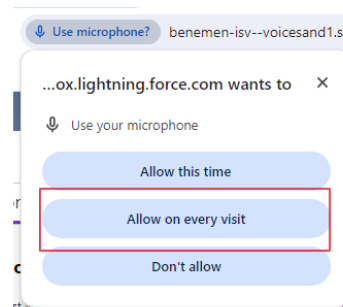 Use microphone? benemen-isv--voicesand1.s
...ox.lightning.force.com wants to
Use your microphone
Allow this time
Allow on every visit
Don't allow